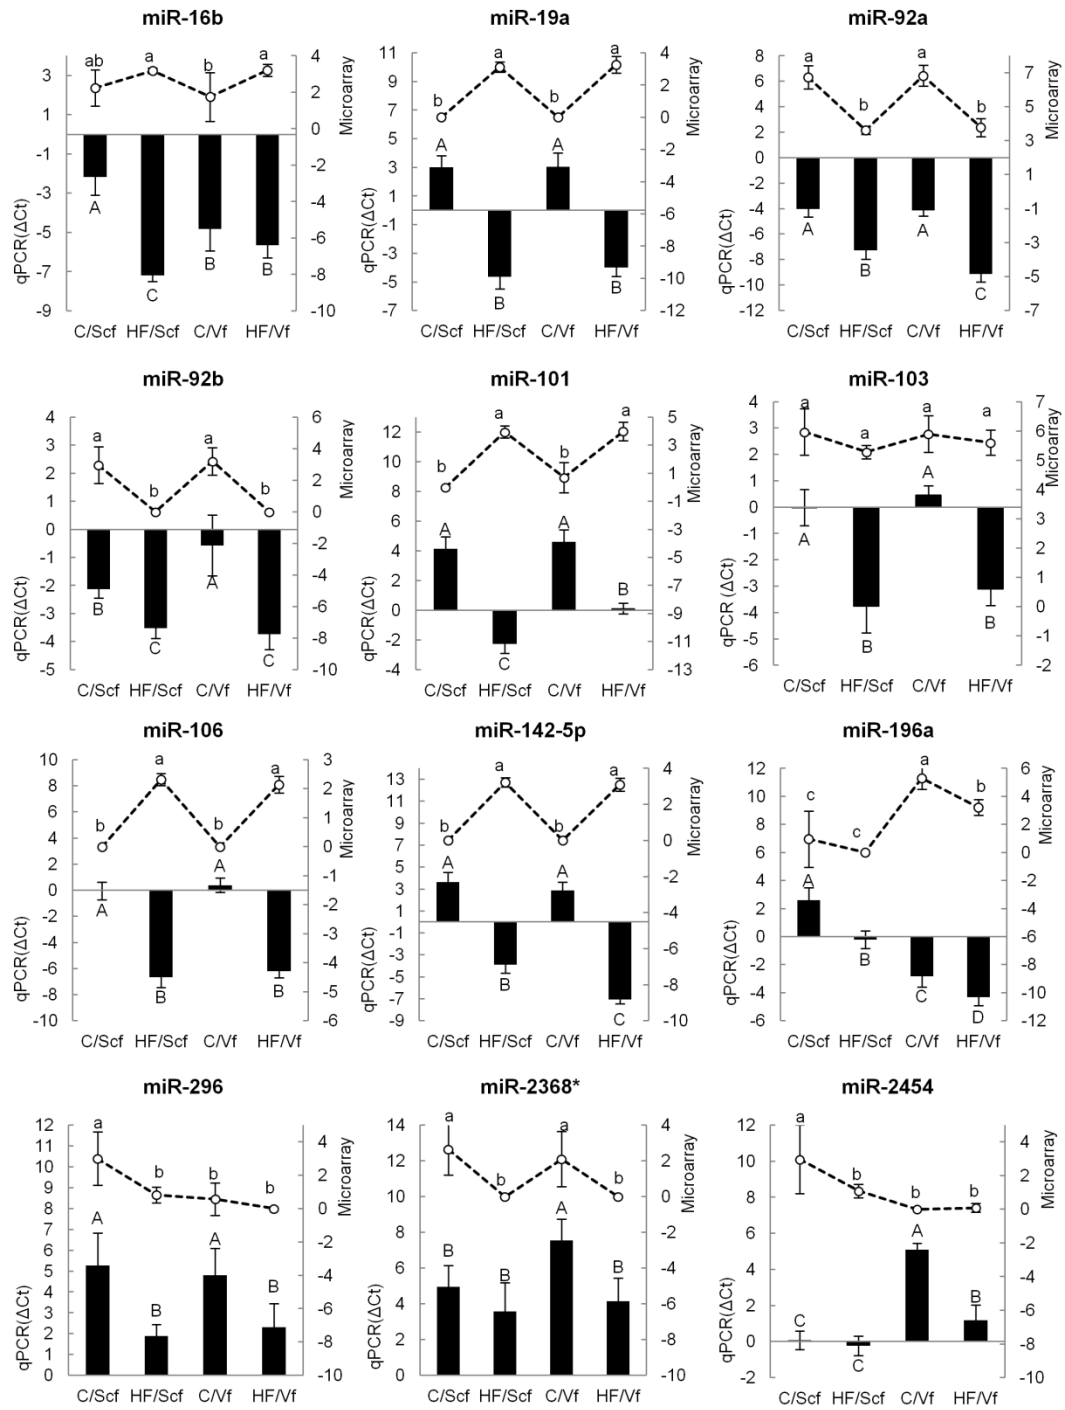 miR-16b
3
1
-1
-3
-5
-7
-9
qPCR(ΔCt)
ab
a
b
a
A
C
B
B
4
2
0
-2
-4
-6
-8
-10
Microarray
C/Scf HF/Scf C/Vf HF/Vf
miR-19a
11
9
7
5
3
1
-1
-3
-5
-7
qPCR(ΔCt)
b
a
b
a
A
B
A
B
4
2
0
-2
-4
-6
-8
-10
-12
Microarray
C/Scf HF/Scf C/Vf HF/Vf
miR-92a
8
6
4
2
0
-2
-4
-6
-8
-10
-12
qPCR(ΔCt)
a
b
a
b
A
B
A
C
7
5
3
1
-1
-3
-5
-7
Microarray
C/Scf HF/Scf C/Vf HF/Vf
miR-92b
4
3
2
1
0
-1
-2
-3
-4
-5
qPCR(ΔCt)
a
b
a
b
B
C
A
C
6
4
2
0
-2
-4
-6
-8
-10
Microarray
C/Scf HF/Scf C/Vf HF/Vf
miR-101
12
10
8
6
4
2
0
-2
-4
qPCR(ΔCt)
b
a
b
a
A
C
A
B
5
3
1
-1
-3
-5
-7
-9
-11
-13
Microarray
C/Scf HF/Scf C/Vf HF/Vf
miR-103
4
3
2
1
0
-1
-2
-3
-4
-5
-6
qPCR (ΔCt)
a
a
a
a
A
B
A
B
7
6
5
4
3
2
1
0
-1
-2
Microarray
C/Scf HF/Scf C/Vf HF/Vf
miR-106
10
8
6
4
2
0
-2
-4
-6
-8
-10
qPCR(ΔCt)
b
a
b
a
A
B
A
B
3
2
1
0
-1
-2
-3
-4
-5
-6
Microarray
C/Scf HF/Scf C/Vf HF/Vf
miR-142-5p
13
11
9
7
5
3
1
-1
-3
-5
-7
-9
qPCR(ΔCt)
b
a
b
a
A
B
A
C
4
2
0
-2
-4
-6
-8
-10
Microarray
C/Scf HF/Scf C/Vf HF/Vf
miR-196a
12
10
8
6
4
2
0
-2
-4
-6
qPCR(ΔCt)
c
c
a
b
A
B
C
D
6
4
2
0
-2
-4
-6
-8
-10
-12
Microarray
C/Scf HF/Scf C/Vf HF/Vf
miR-296
12
11
10
9
8
7
6
5
4
3
2
1
0
qPCR(ΔCt)
a
b
b
b
A
B
A
B
4
2
0
-2
-4
-6
-8
-10
Microarray
C/Scf HF/Scf C/Vf HF/Vf
miR-2368*
14
12
10
8
6
4
2
0
qPCR(ΔCt)
a
b
a
b
B
B
A
B
4
2
0
-2
-4
-6
-8
-10
Microarray
C/Scf HF/Scf C/Vf HF/Vf
miR-2454
12
10
8
6
4
2
0
-2
qPCR(ΔCt)
a
b
b
b
C
C
A
B
4
2
0
-2
-4
-6
-8
-10
Microarray
C/Scf HF/Scf C/Vf HF/Vf